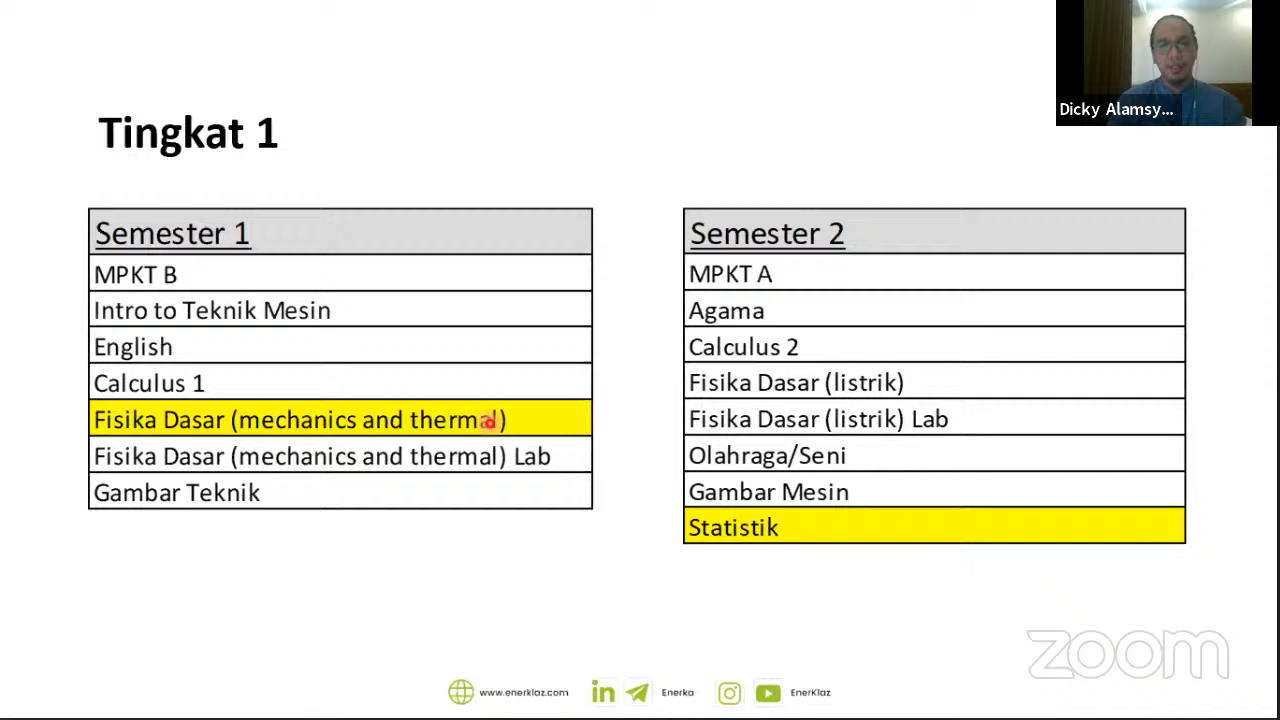 Dicky Alamsy...
Tingkat 1
Semester 1
MPKT B
Intro to Teknik Mesin
English
Calculus 1
Fisika Dasar (mechanics and thermal)
Fisika Dasar (mechanics and thermal) Lab
Gambar Teknik
Semester 2
MPKT A
Agama
Calculus 2
Fisika Dasar (listrik)
Fisika Dasar (listrik) Lab
Olahraga/Seni
Gambar Mesin
Statistik
zoom
www.enerklaz.com
in
Enerka
EnerKlaz